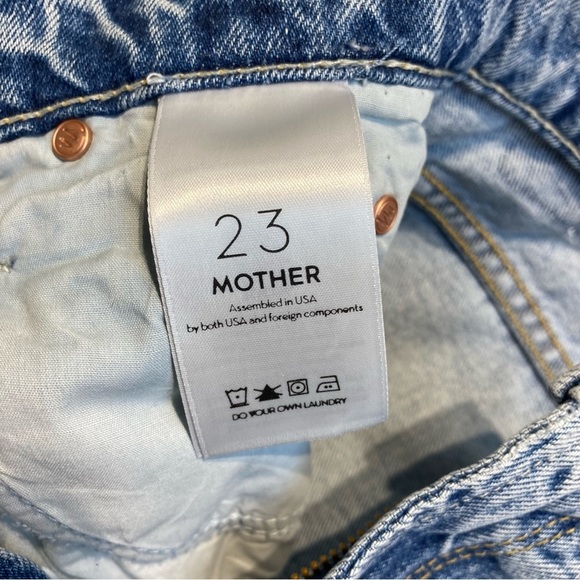 23
MOTHER
Assembled in USA
by both USA and foreign components
DO YOUR OWN LAUNDRY